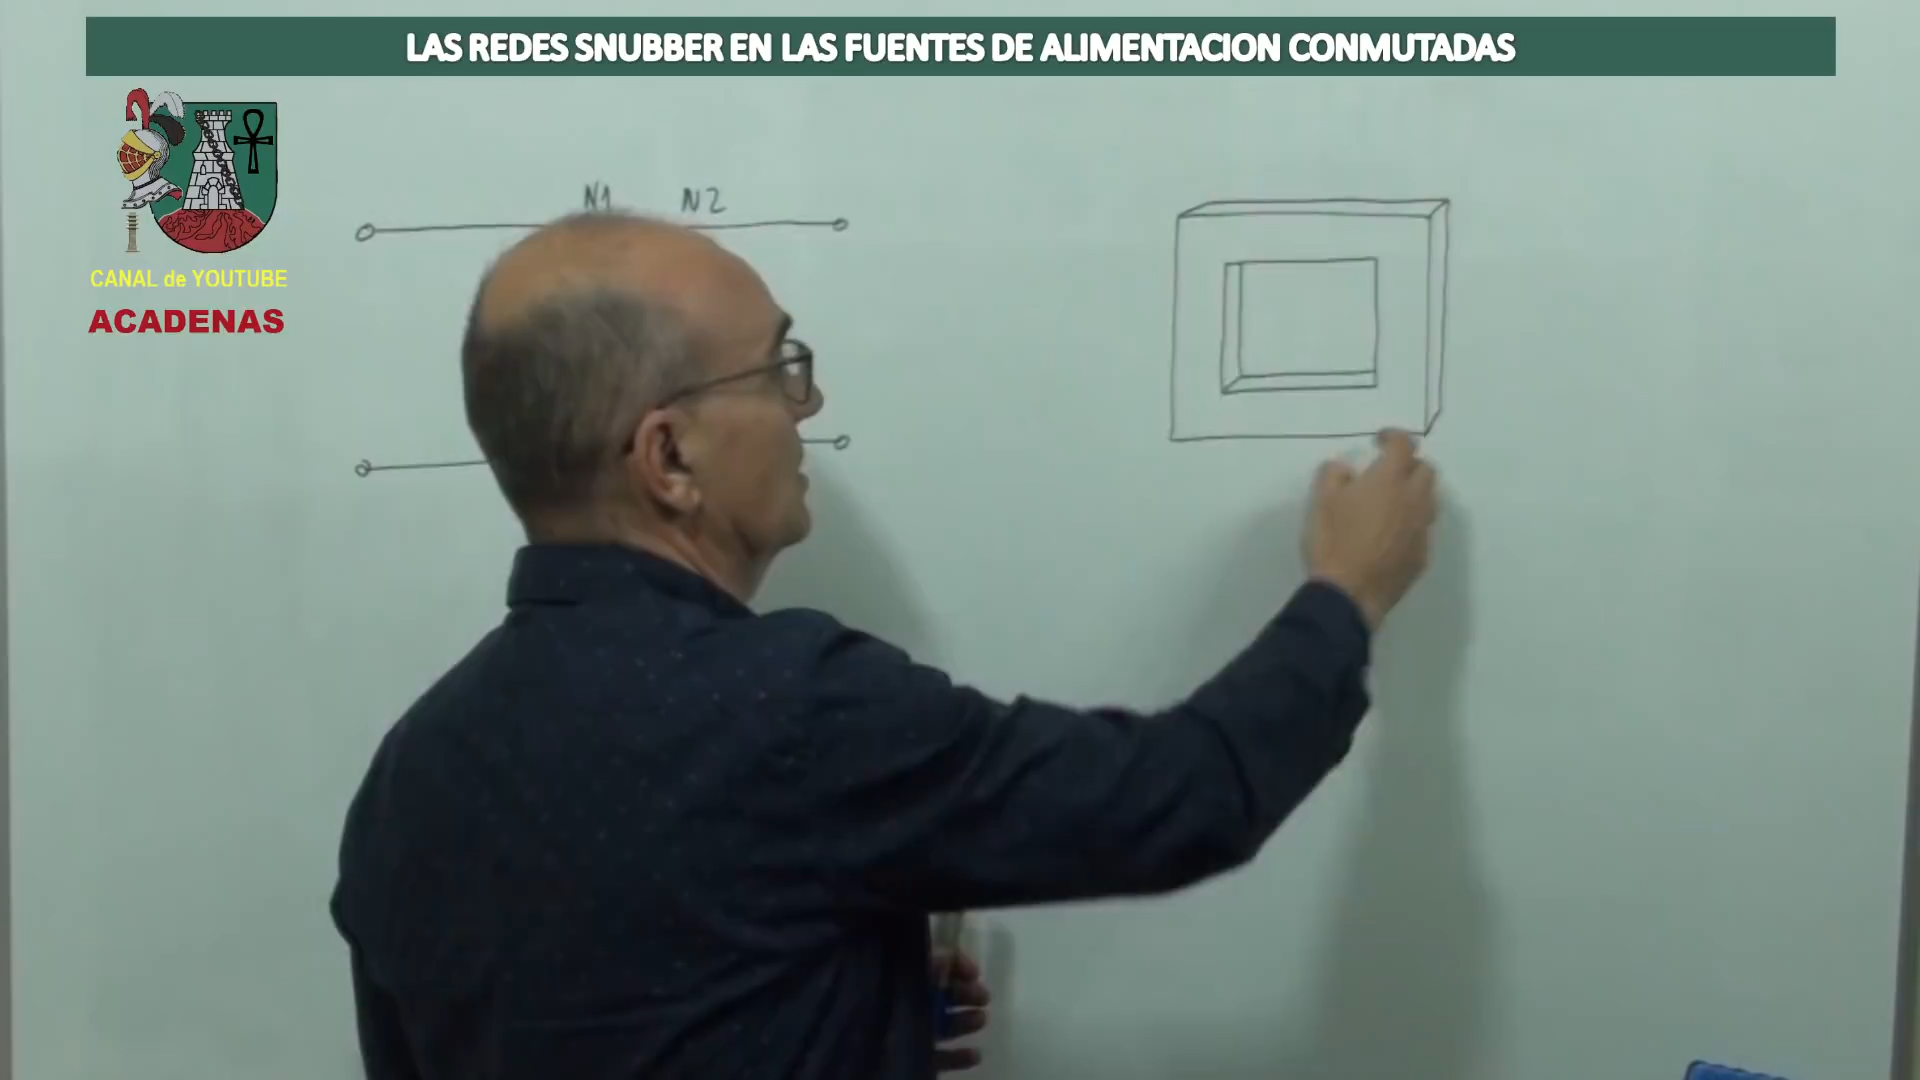 LAS REDES SNUBBER EN LAS FUENTES DE ALIMENTACION CONMUTADAS
CANAL de YOUTUBE
ACADENAS
N1 N2